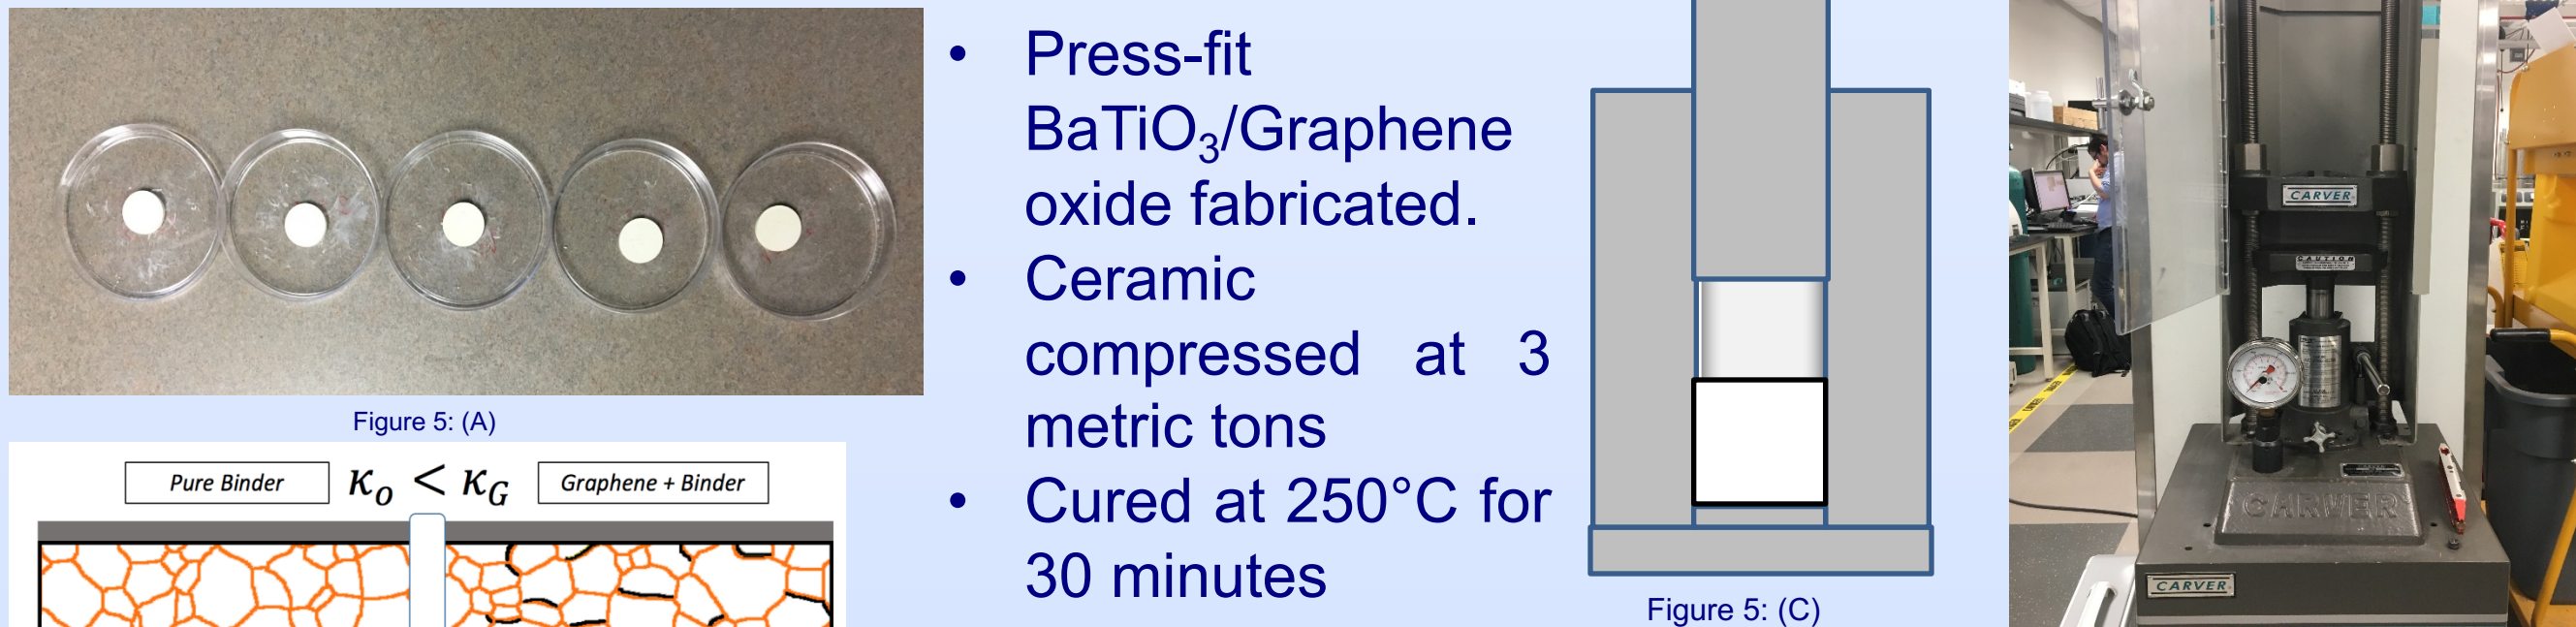 Figure 5: (A)
Pure Binder
κo < κG
Graphene + Binder
• Press-fit
BaTiO3/Graphene
oxide fabricated.
• Ceramic
compressed at 3
metric tons
• Cured at 250°C for
30 minutes
Figure 5: (C)
CARVER
CAUTION
CARVER
CARVER